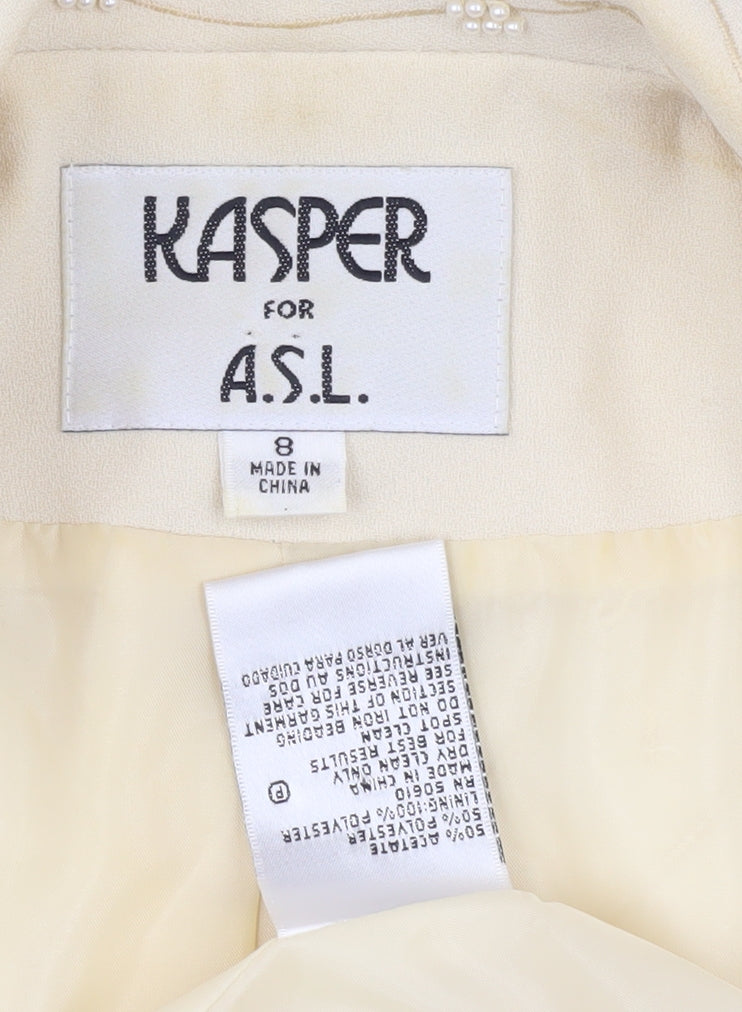 KASPER
FOR
A.S.L.
8
MADE IN
CHINA
50% ACETATE
50% POLYESTER
LINING:100% POLYESTER
RN 50610
MADE IN CHINA
DRY CLEAN ONLY
FOR BEST RESULTS
SPOT CLEAN
DO NOT IRON BEADING
SECTION OF THIS GARMENT
SEE REVERSE FOR CARE
INSTRUCTIONS AU DOS
VER AL DORSO PARA CUIDADO
P